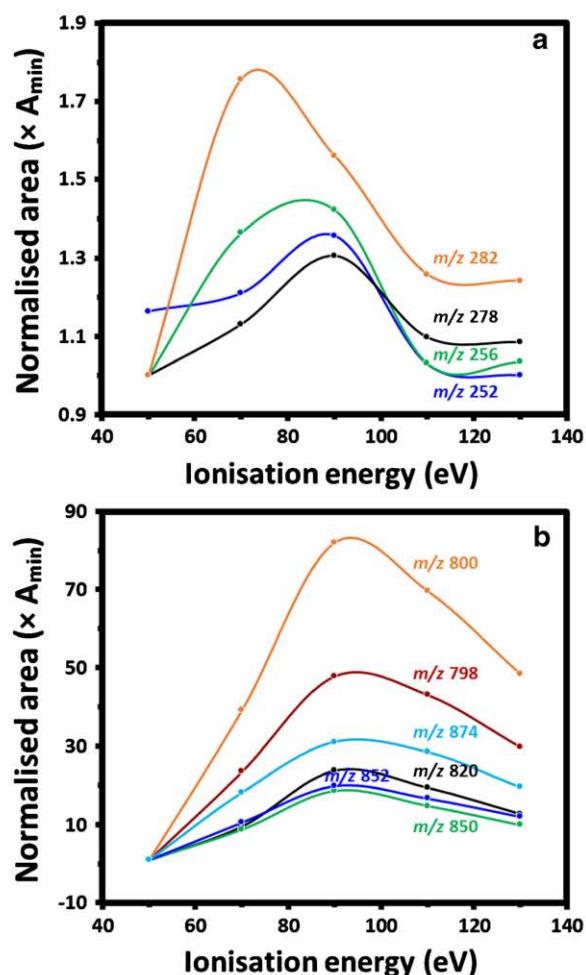 a
Normalised area (× Amin)
1.9
1.7
1.5
1.3
1.1
0.9
m/z 282
m/z 278
m/z 256
m/z 252
40 60 80 100 120 140
Ionisation energy (eV)
b
Normalised area (× Amin)
90
70
50
30
10
-10
m/z 800
m/z 798
m/z 874
m/z 852
m/z 820
m/z 850
40 60 80 100 120 140
Ionisation energy (eV)